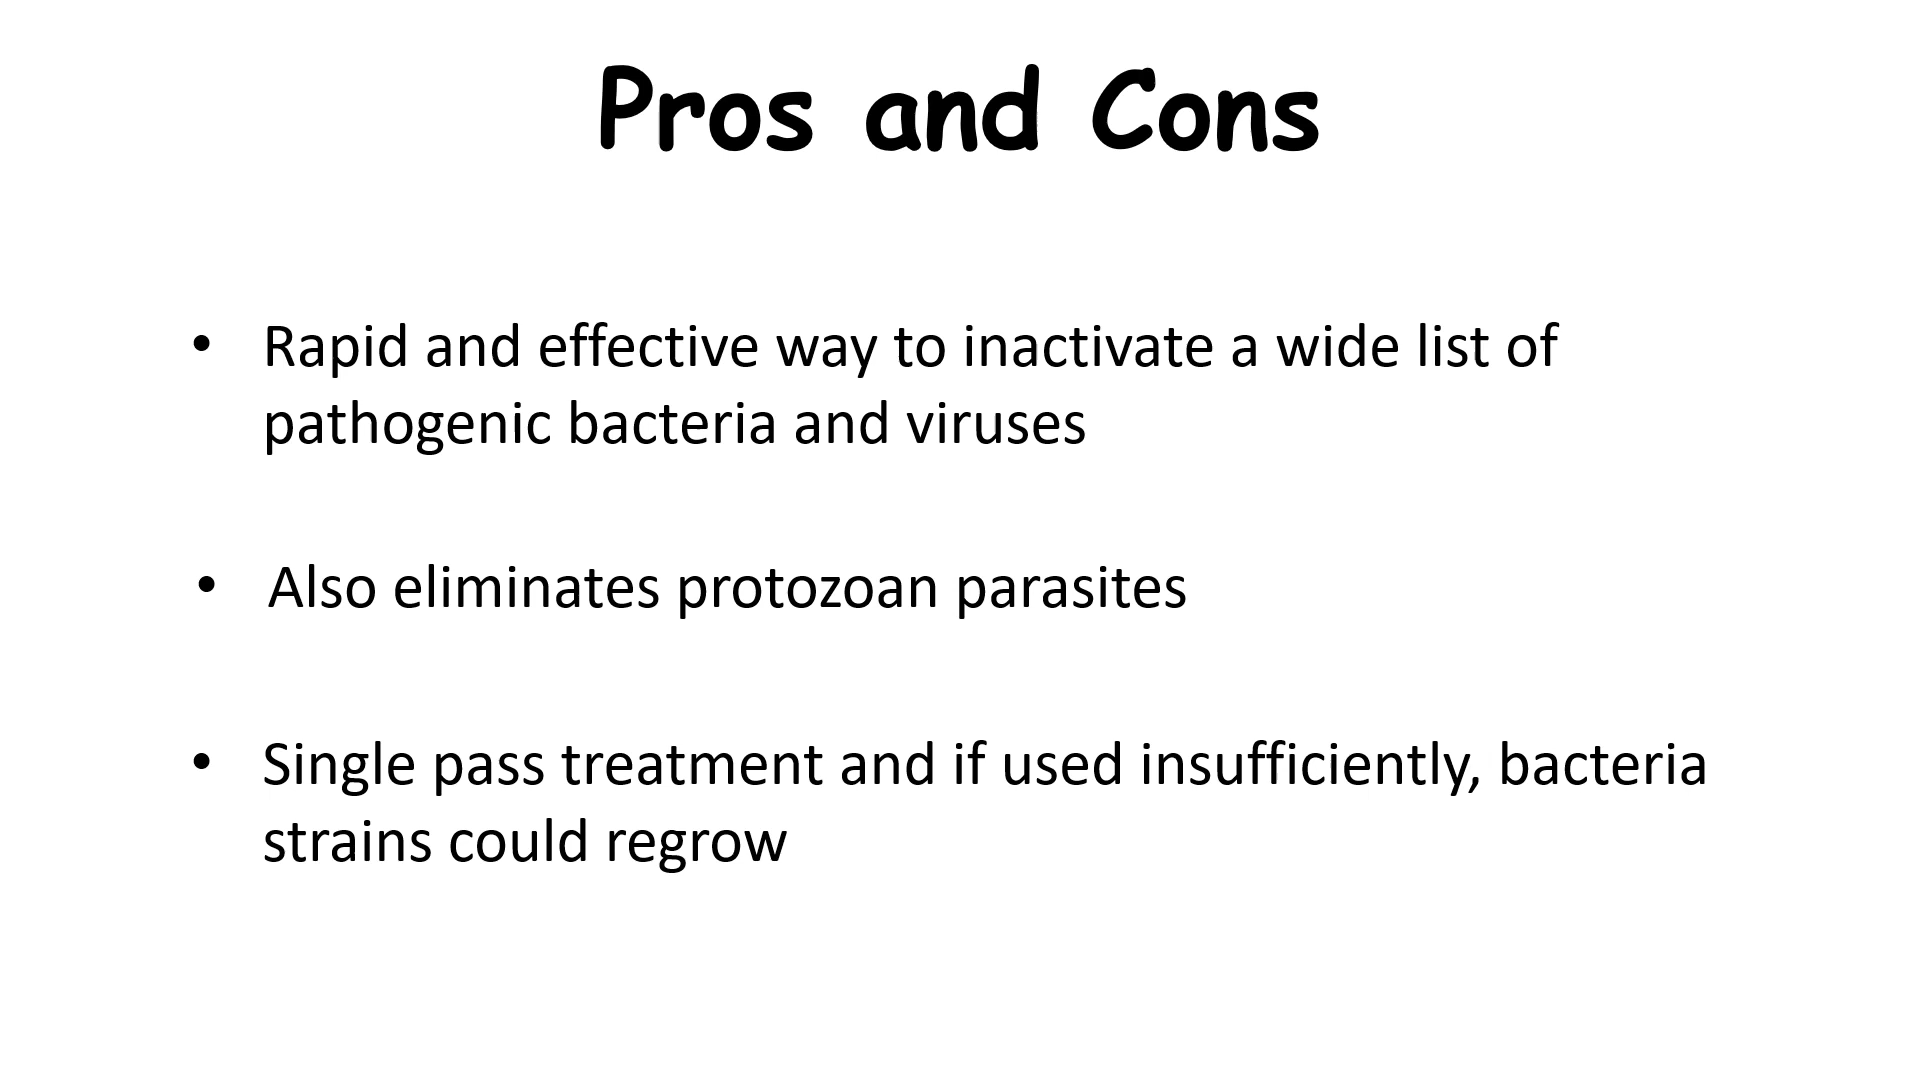 Pros and Cons
• Rapid and effective way to inactivate a wide list of
pathogenic bacteria and viruses
• Also eliminates protozoan parasites
• Single pass treatment and if used insufficiently, bacteria
strains could regrow